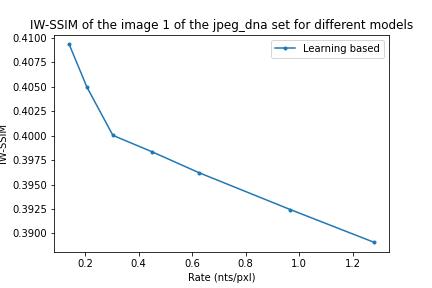 IW-SSIM of the image 1 of the jpeg_dna set for different models
Learning based
IW-SSIM
0.4100
0.4075
0.4050
0.4025
0.4000
0.3975
0.3950
0.3925
0.3900
0.2 0.4 0.6 0.8 1.0 1.2
Rate (nts/pxl)